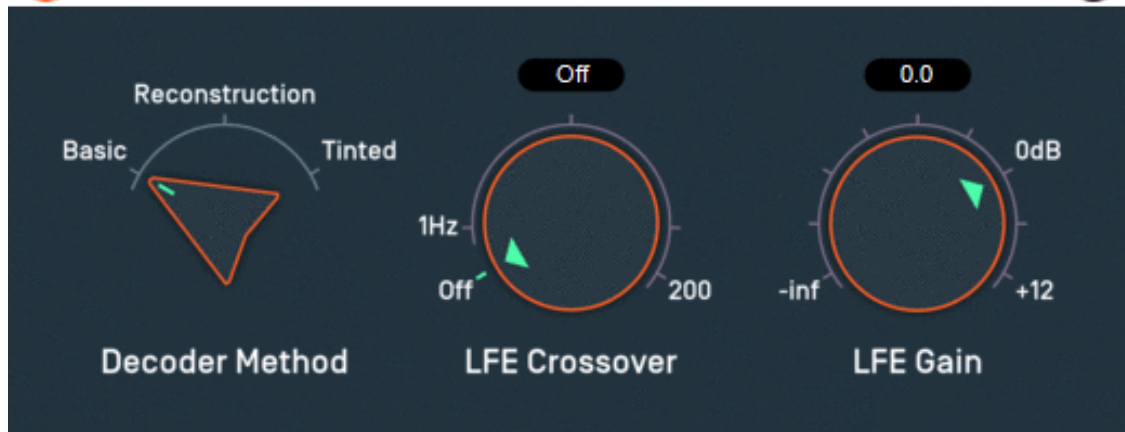 Off
0.0
Reconstruction
Basic
Tinted
0dB
1Hz
Off
200
-inf
+12
Decoder Method
LFE Crossover
LFE Gain